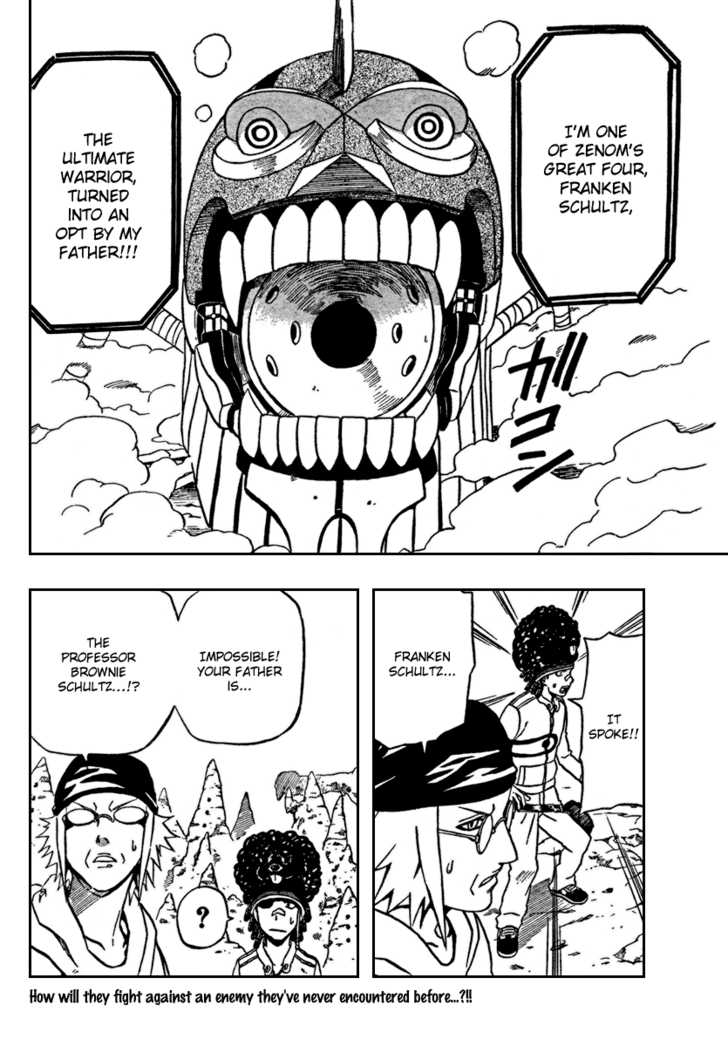 I'M ONE
OF ZENOM'S
GREAT FOUR,
FRANKEN
SCHULTZ,
THE
ULTIMATE
WARRIOR,
TURNED
INTO AN
OPT BY MY
FATHER!!!
ガコン
IT
SPOKE!!
FRANKEN
SCHULTZ...
IMPOSSIBLE!
YOUR FATHER
IS...
THE
PROFESSOR
BROWNIE
SCHULTZ...!?
?
How will they fight against an enemy they've never encountered before...?!!